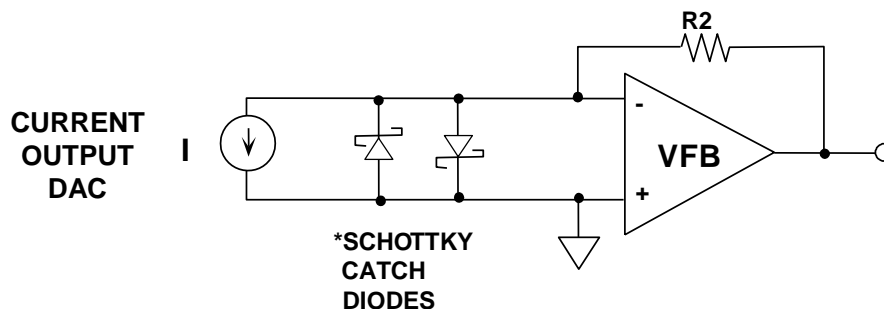 R2
CURRENT
OUTPUT
DAC
I
-
VFB
+
*SCHOTTKY
CATCH
DIODES